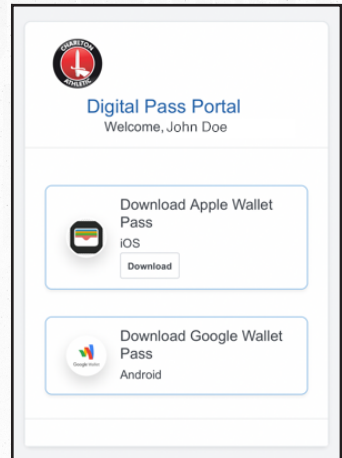 CHARLTON
ATHLETIC
Digital Pass Portal
Welcome, John Doe
Download Apple Wallet
Pass
iOS
Download
Download Google Wallet
Pass
Google Wallet
Android